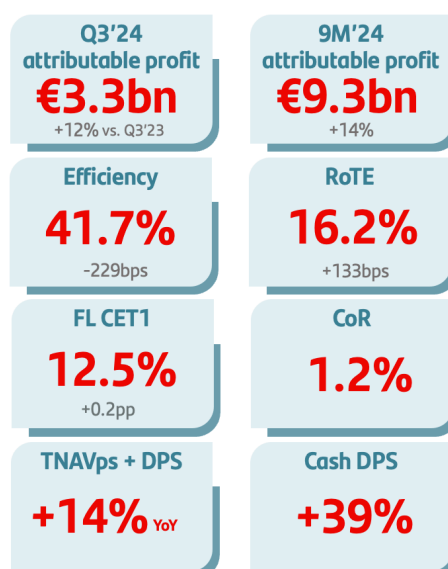 Q3'24
attributable profit
€3.3bn
+12% vs. Q3'23
9M'24
attributable profit
€9.3bn
+14%
Efficiency
41.7%
-229bps
RoTE
16.2%
+133bps
FL CET1
12.5%
+0.2pp
CoR
1.2%
TNAVps + DPS
+14% YoY
Cash DPS
+39%